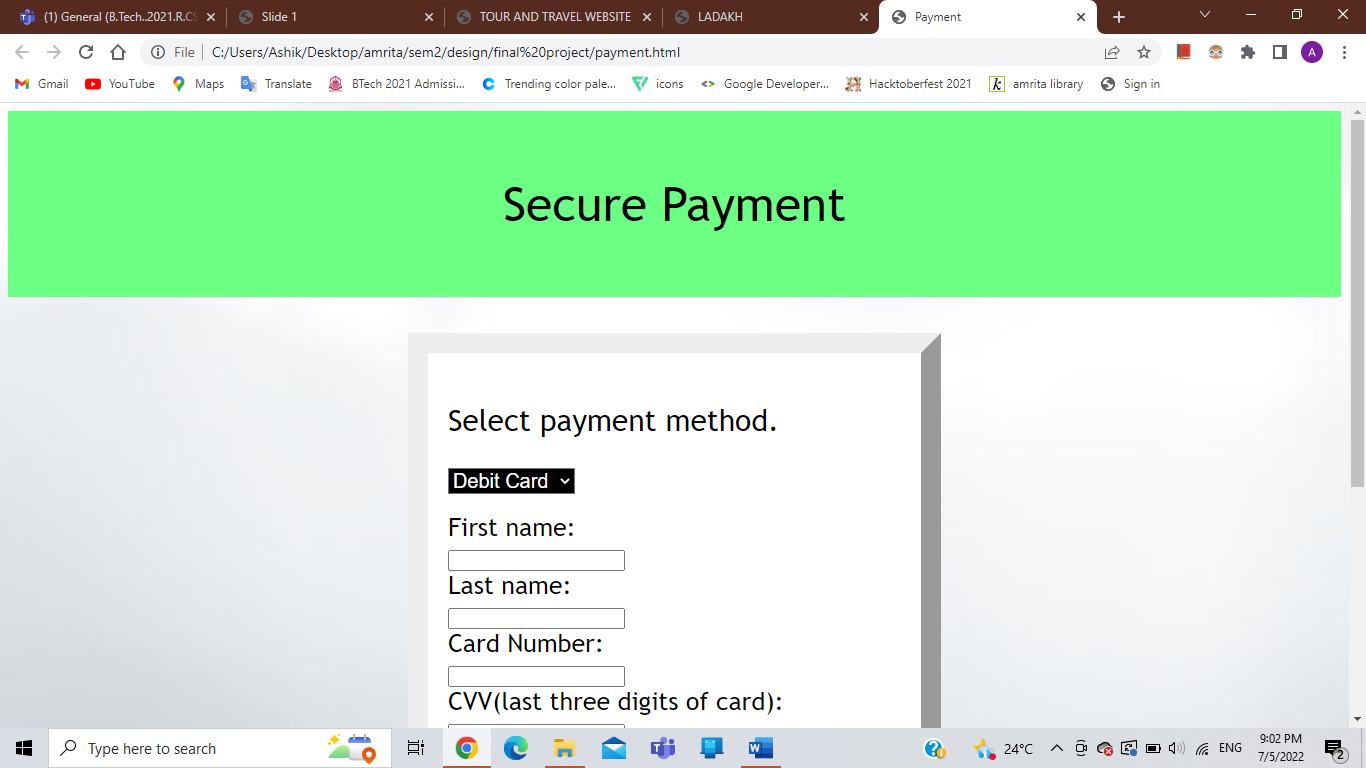 (1) General (B.Tech..2021.R.CS
Slide 1
TOUR AND TRAVEL WEBSITE
LADAKH
Payment
File
C:/Users/Ashik/Desktop/amrita/sem2/design/final%20project/payment.html
A
Gmail
YouTube
Maps
Translate
BTech 2021 Admissi...
Trending color pale...
icons
Google Developer...
Hacktoberfest 2021
amrita library
Sign in
Secure Payment
Select payment method.
Debit Card
First name:
Last name:
Card Number:
CVV(last three digits of card):
Type here to search
24°C
ENG
9:02 PM
7/5/2022
2